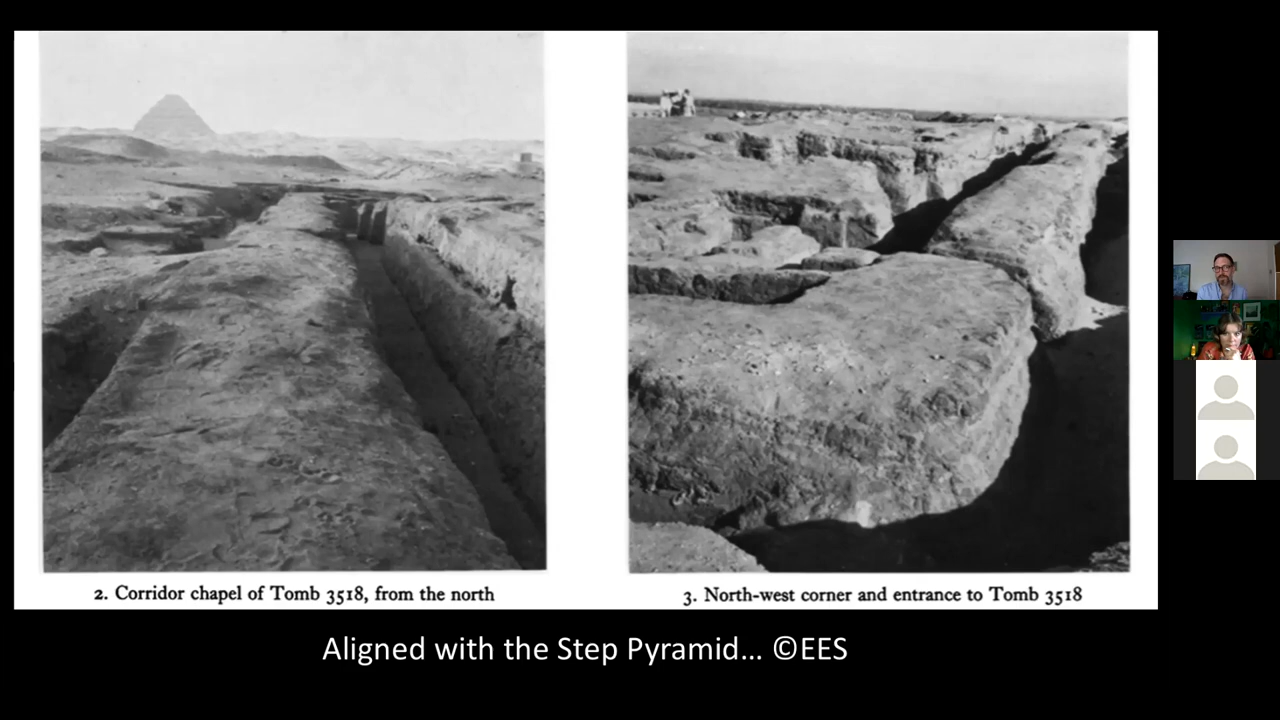 2. Corridor chapel of Tomb 3518, from the north
3. North-west corner and entrance to Tomb 3518
Aligned with the Step Pyramid... ©EES